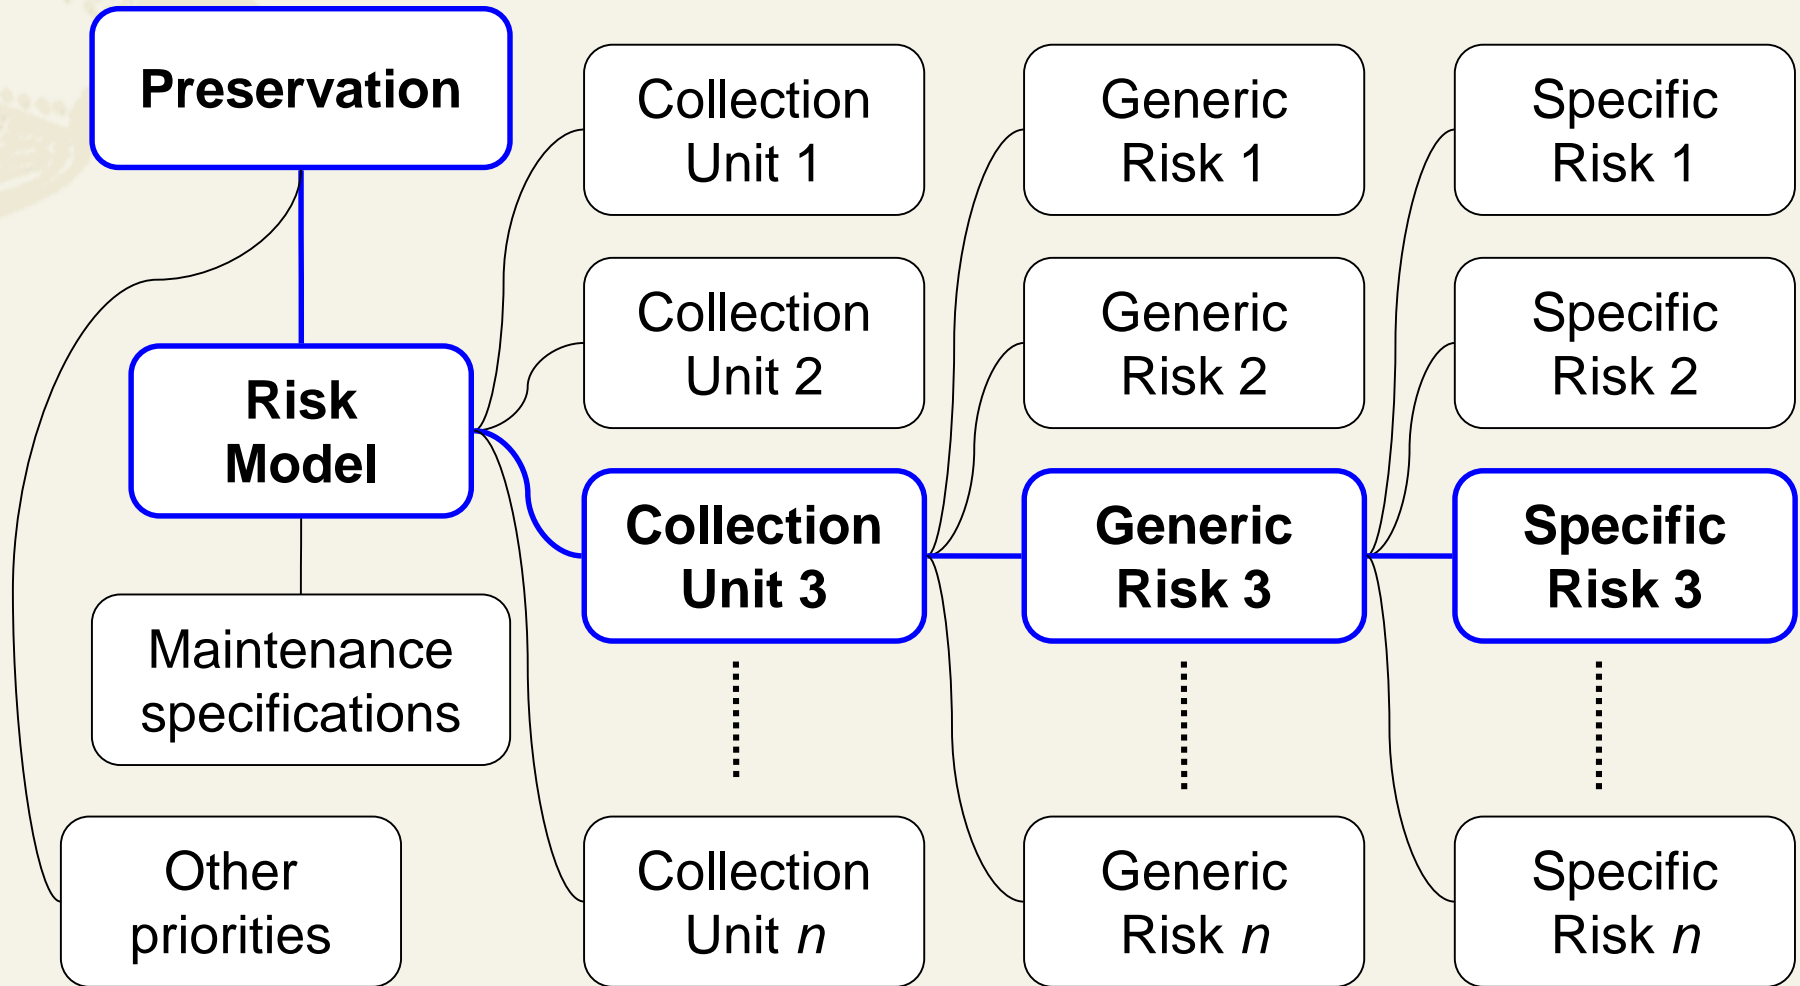 Preservation
Risk
Model
Maintenance
specifications
Other
priorities
Collection
Unit 1
Collection
Unit 2
Collection
Unit 3
Collection
Unit n
Generic
Risk 1
Generic
Risk 2
Generic
Risk 3
Generic
Risk n
Specific
Risk 1
Specific
Risk 2
Specific
Risk 3
Specific
Risk n